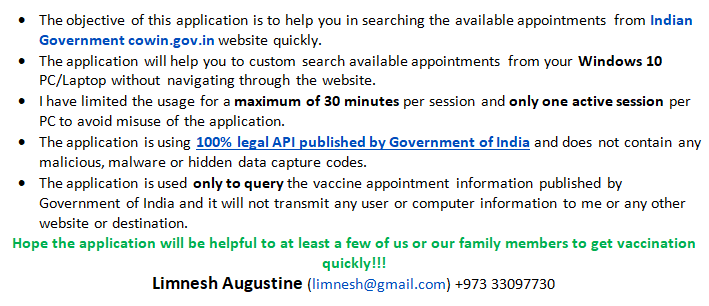 • The objective of this application is to help you in searching the available appointments from Indian
Government cowin.gov.in website quickly.
• The application will help you to custom search available appointments from your Windows 10
PC/Laptop without navigating through the website.
• I have limited the usage for a maximum of 30 minutes per session and only one active session per
PC to avoid misuse of the application.
• The application is using 100% legal API published by Government of India and does not contain any
malicious, malware or hidden data capture codes.
• The application is used only to query the vaccine appointment information published by
Government of India and it will not transmit any user or computer information to me or any other
website or destination.
Hope the application will be helpful to at least a few of us or our family members to get vaccination
quickly!!!
Limnesh Augustine (limnesh@gmail.com) +973 33097730